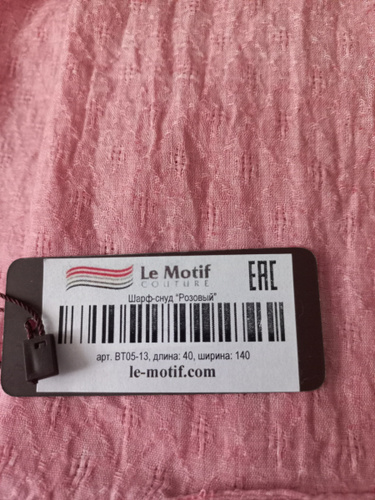 Le Motif
COUTURE
EAC
Шарф-снуд "Розовый"
арт. BT05-13, длина: 40, ширина: 140
le-motif.com